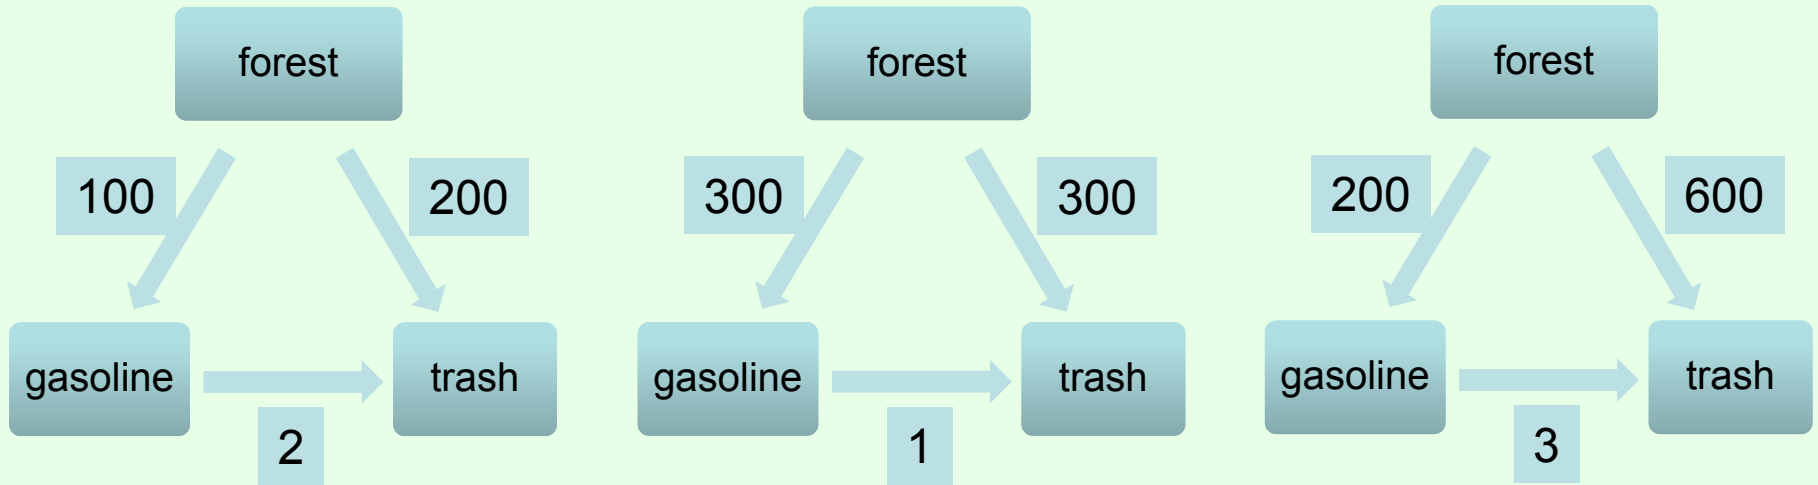 forest
100
200
gasoline
trash
2
forest
300
300
gasoline
trash
1
forest
200
600
gasoline
trash
3